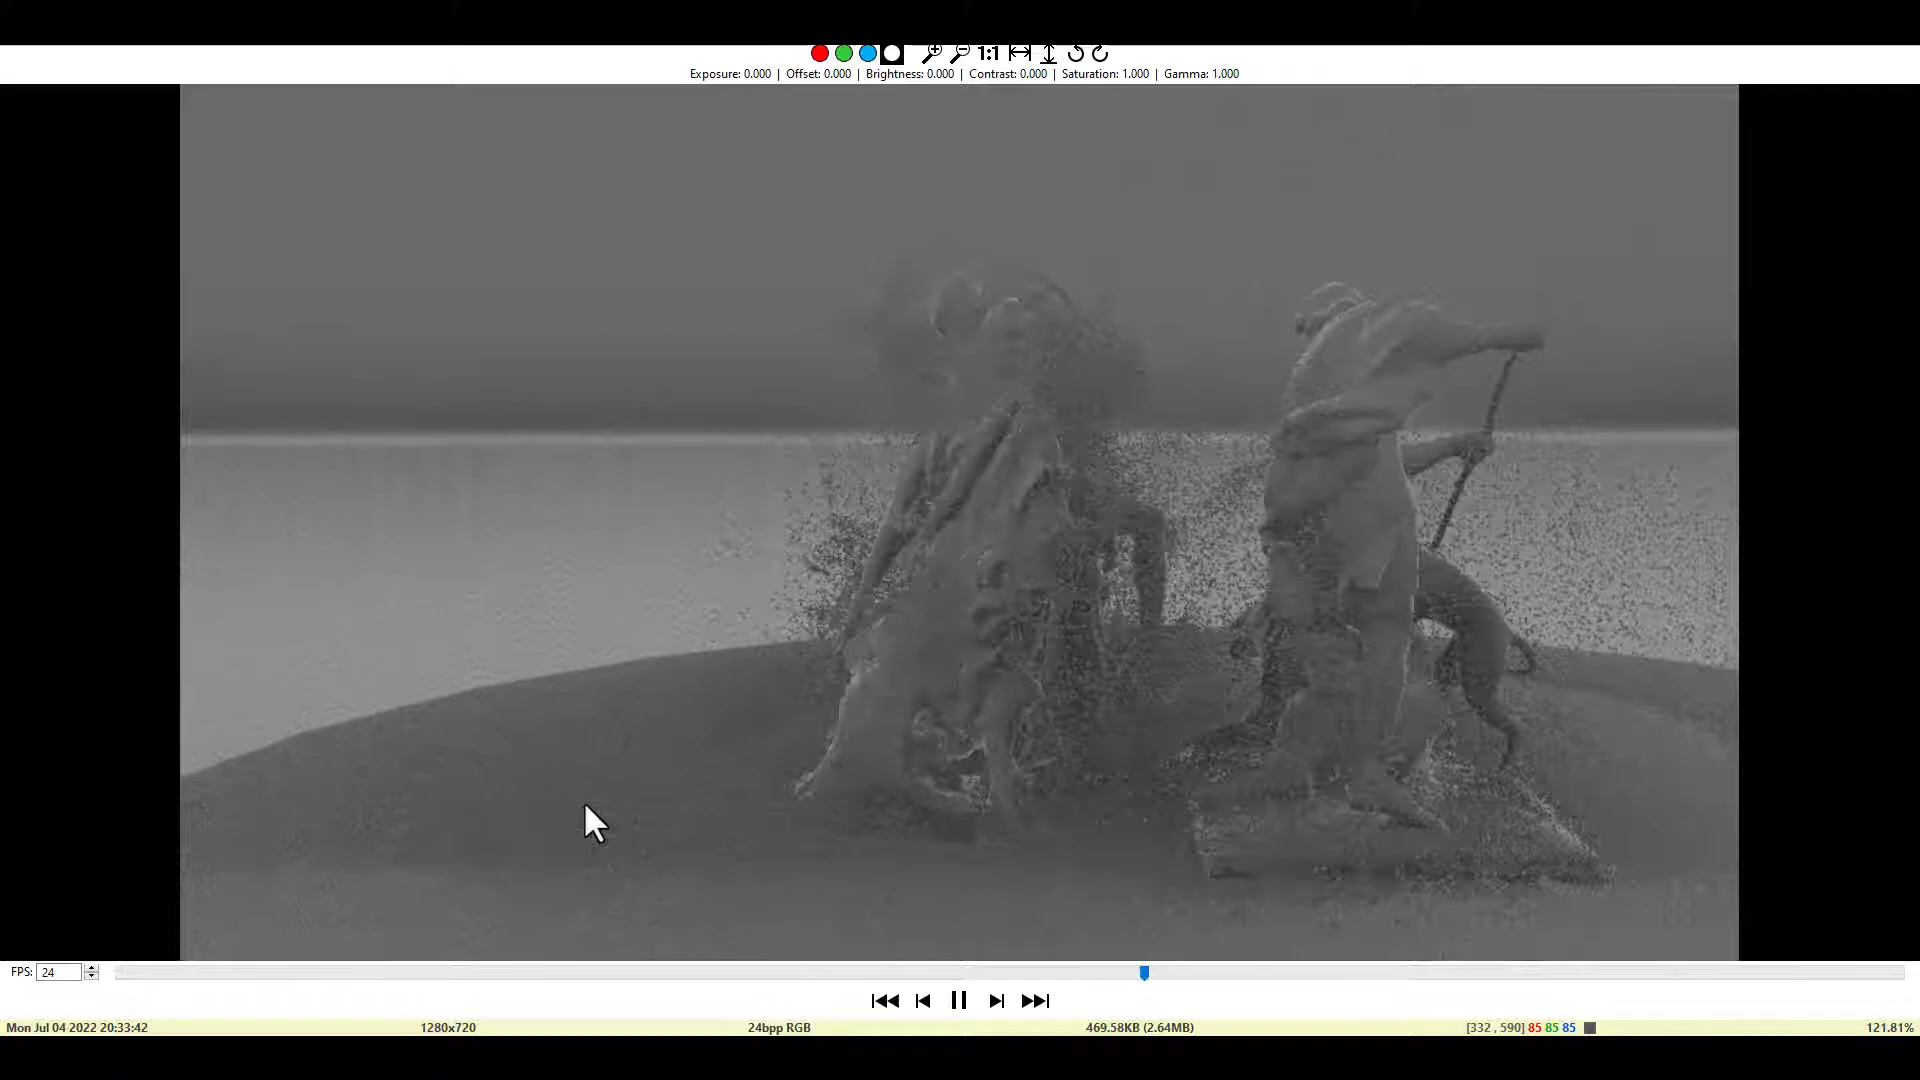 1:1
Exposure: 0.000 | Offset: 0.000 | Brightness: 0.000 | Contrast: 0.000 | Saturation: 1.000 | Gamma: 1.000
FPS: 24
Mon Jul 04 2022 20:33:42 1280x720 24bpp RGB 469.58KB (2.64MB) [332 , 590] 85 85 85 121.81%